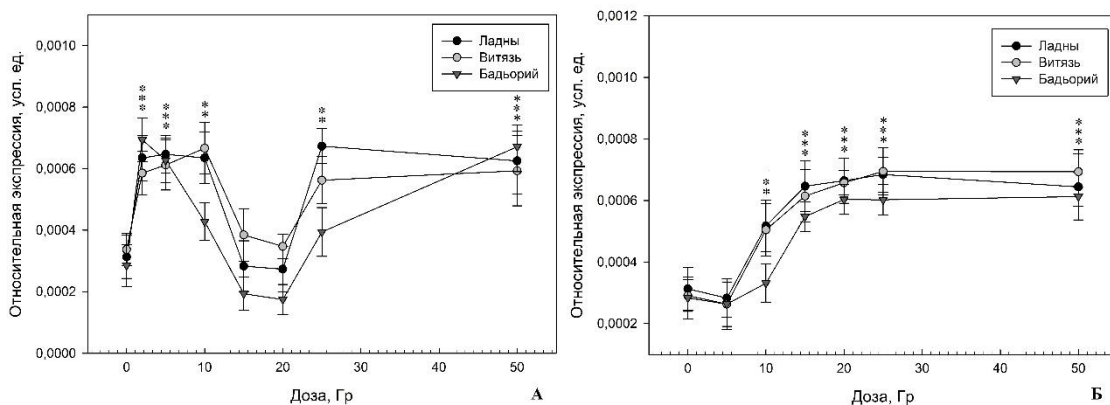 Относительная экспрессия, усл. ед.
0,0010
0,0008
0,0006
0,0004
0,0002
0,0000
***
***
**
**
***
Ладны
Витязь
Бадьорий
0
10
20
30
40
50
Доза, Гр
А
Относительная экспрессия, усл. ед.
0,0012
0,0010
0,0008
0,0006
0,0004
0,0002
**
***
***
***
***
Ладны
Витязь
Бадьорий
0
10
20
30
40
50
Доза, Гр
Б